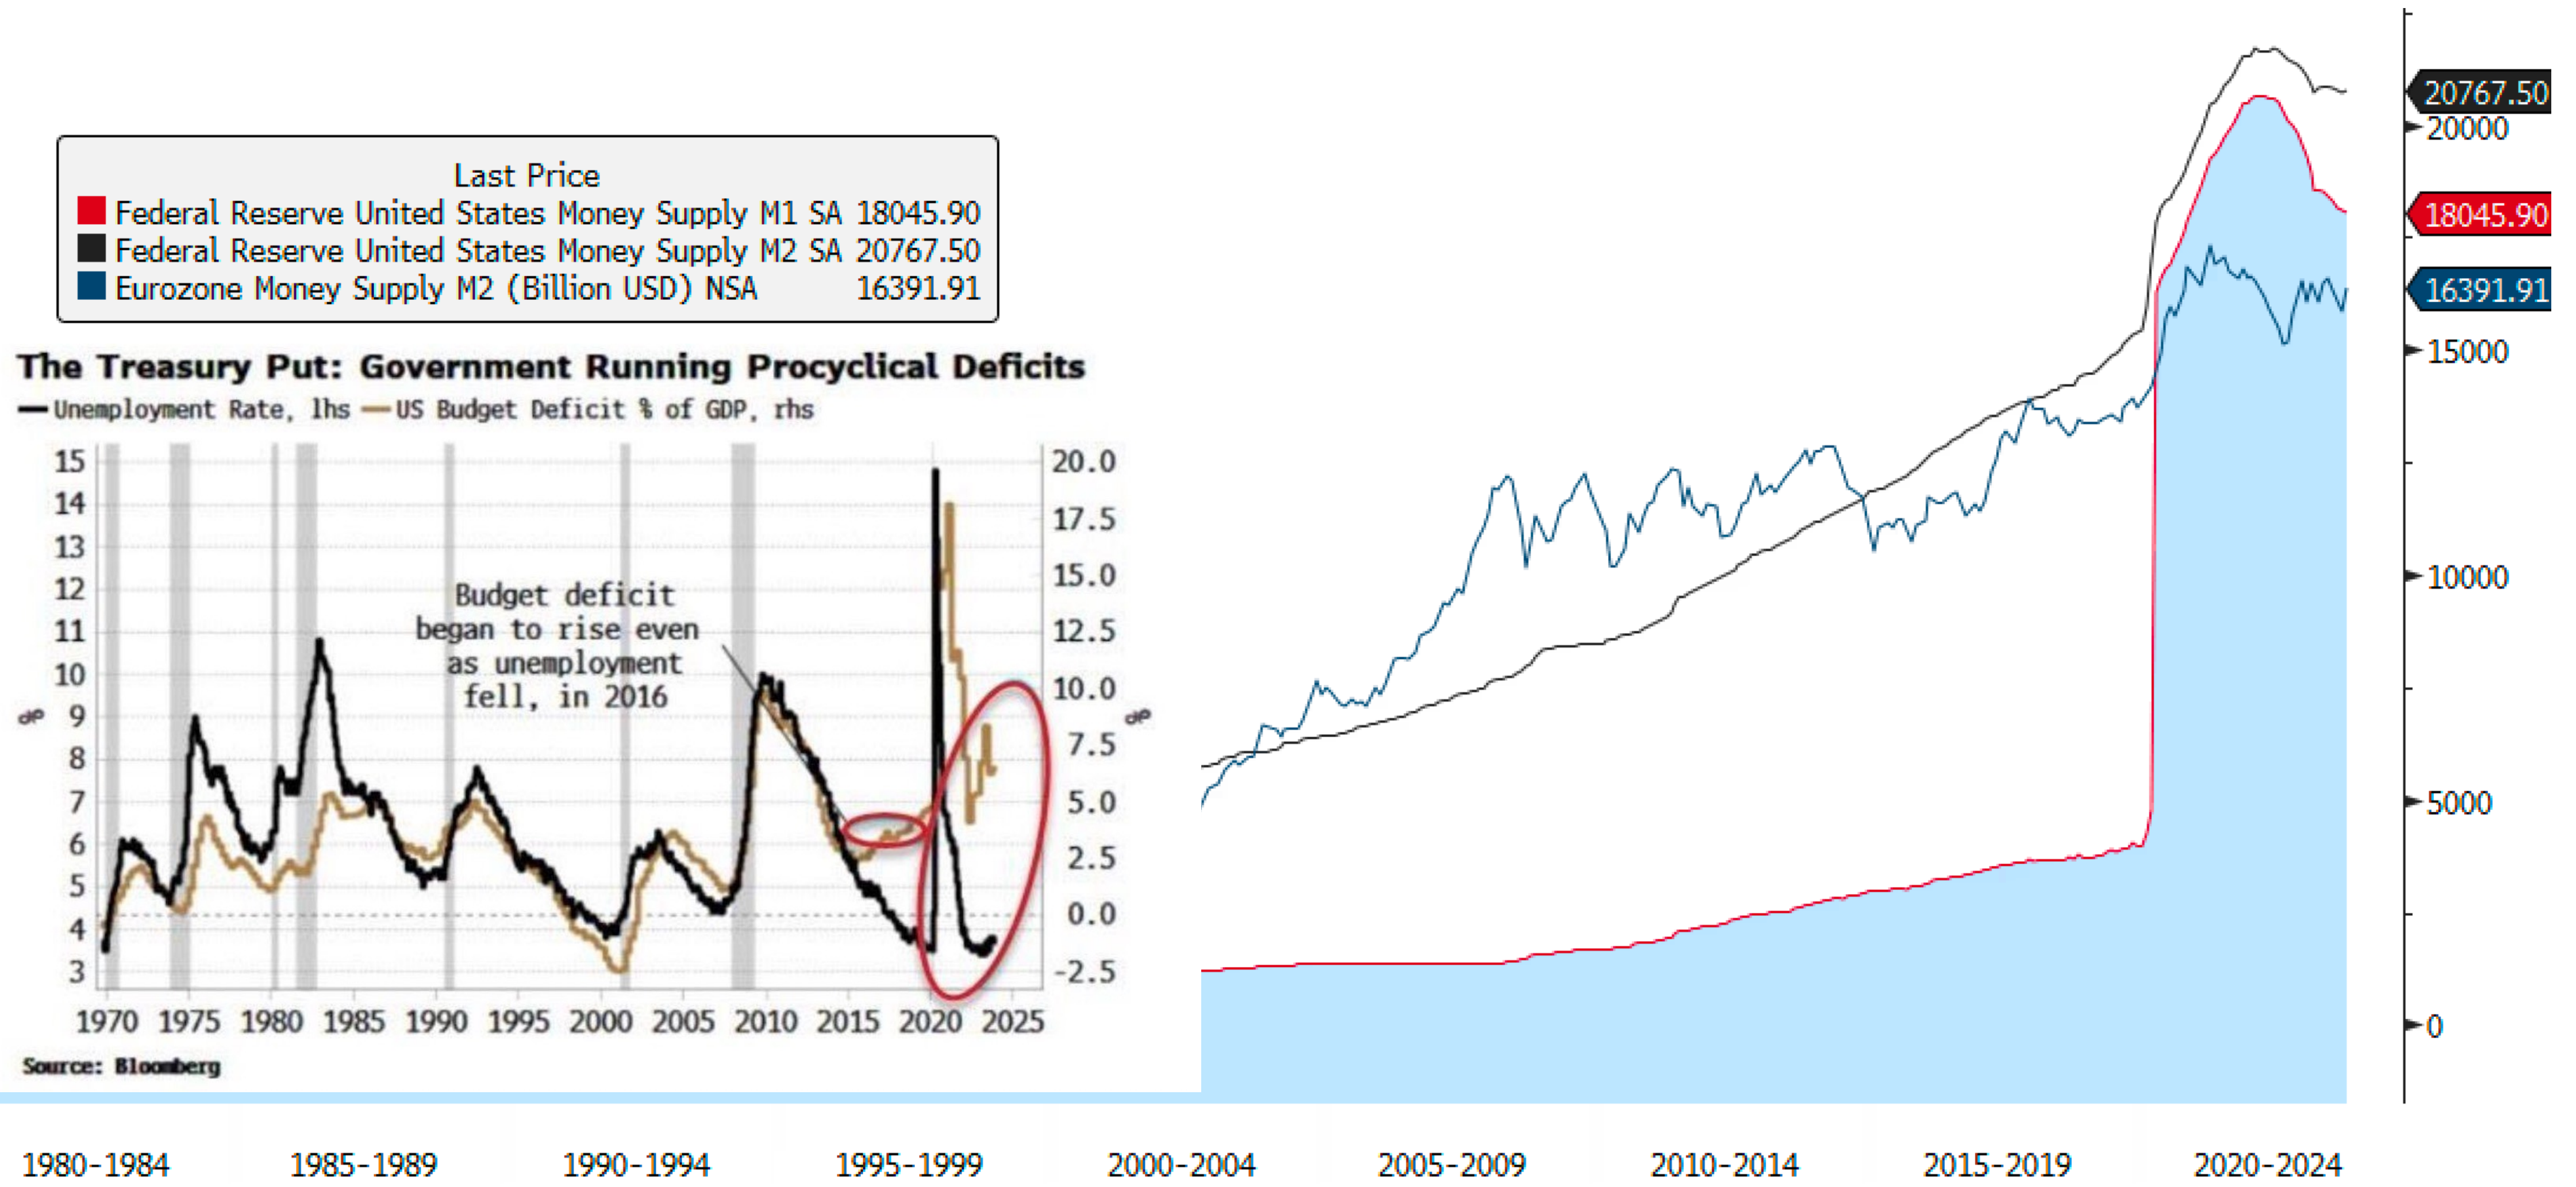 Last Price
Federal Reserve United States Money Supply M1 SA 18045.90
Federal Reserve United States Money Supply M2 SA 20767.50
Eurozone Money Supply M2 (Billion USD) NSA 16391.91
The Treasury Put: Government Running Procyclical Deficits
Unemployment Rate, lhs US Budget Deficit % of GDP, rhs
15
14
13
12
11
10
9
8
7
6
5
4
3
%
Budget deficit
began to rise even
as unemployment
fell, in 2016
20.0
17.5
15.0
12.5
10.0
7.5
5.0
2.5
0.0
-2.5
%
1970 1975 1980 1985 1990 1995 2000 2005 2010 2015 2020 2025
Source: Bloomberg
20767.50
20000
18045.90
16391.91
15000
10000
5000
0
1980-1984 1985-1989 1990-1994 1995-1999 2000-2004 2005-2009 2010-2014 2015-2019 2020-2024